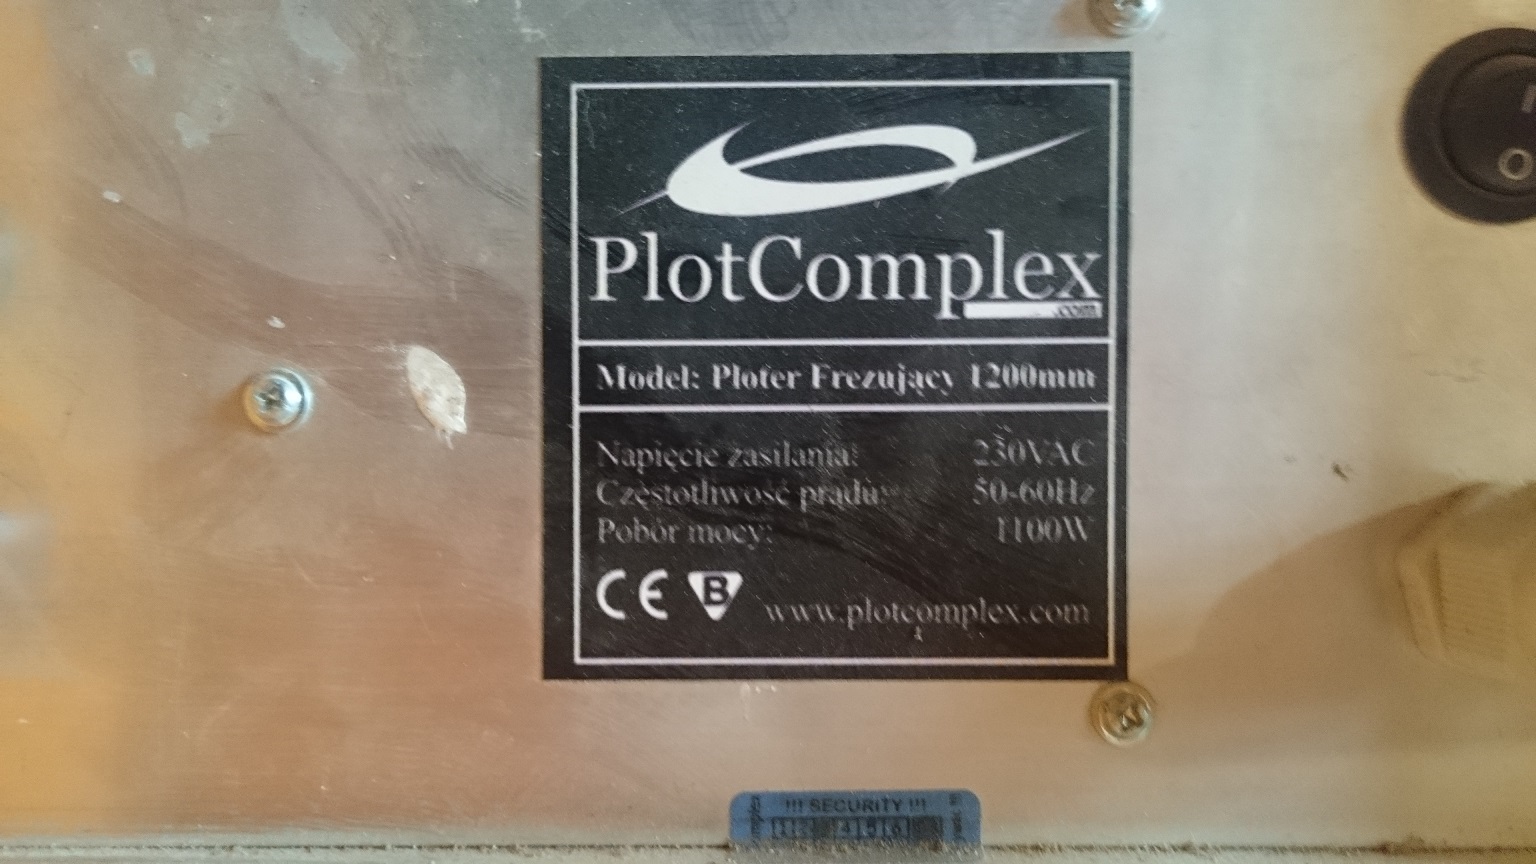 PlotComplex
.com
Model: Ploter Frezujący 1200mm
Napięcie zasilania: 230VAC
Częstotliwość prądu: 50-60Hz
Pobór mocy: 1100W
CE B www.plotcomplex.com
!!! SECURITY !!!
O